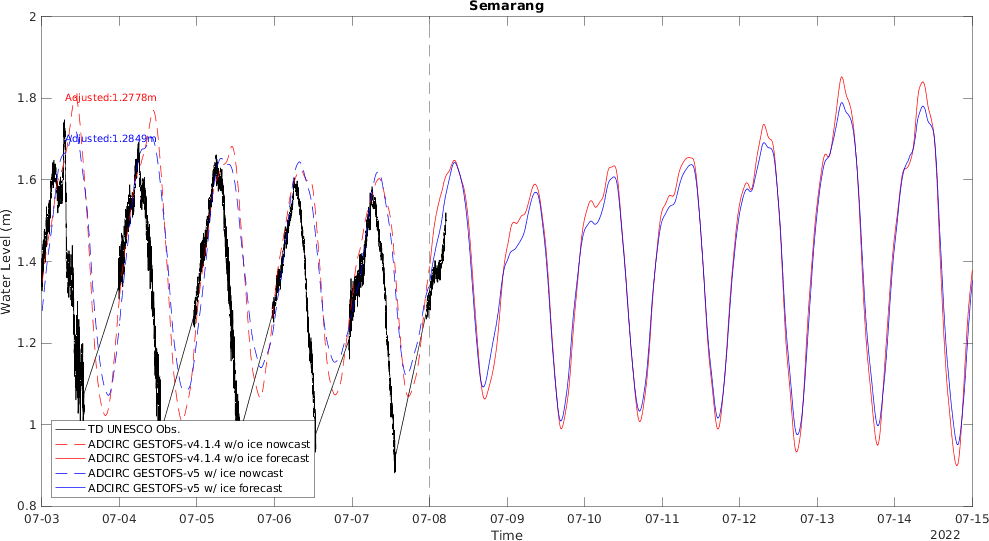 Semarang
2
1.8
1.6
1.4
1.2
1
0.8
Water Level (m)
Adjusted:1.2778m
Adjusted:1.2849m
TD UNESCO Obs.
ADCIRC GESTOFS-v4.1.4 w/o ice nowcast
ADCIRC GESTOFS-v4.1.4 w/o ice forecast
ADCIRC GESTOFS-v5 w/ ice nowcast
ADCIRC GESTOFS-v5 w/ ice forecast
07-03 07-04 07-05 07-06 07-07 07-08 07-09 07-10 07-11 07-12 07-13 07-14 07-15
Time
2022